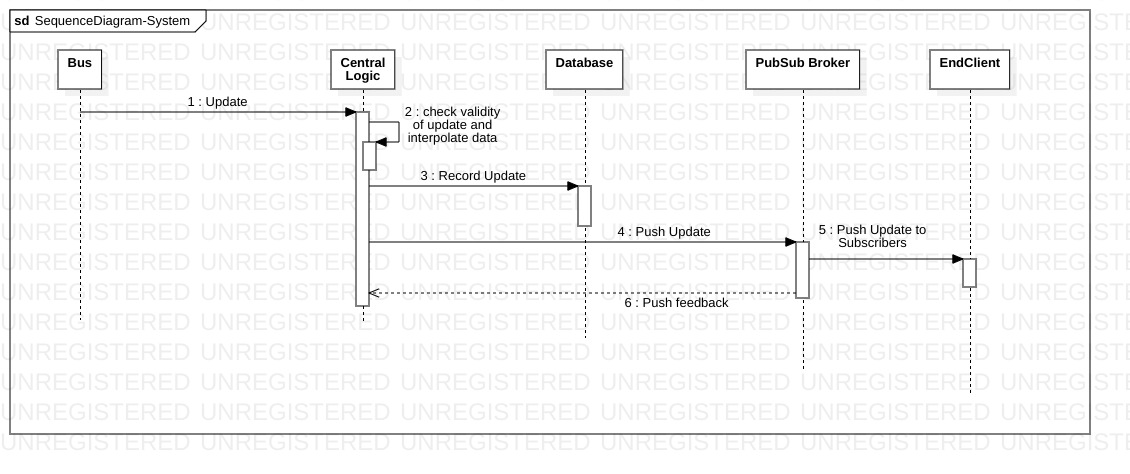 sd SequenceDiagram-System
Bus
Central
Logic
Database
PubSub Broker
EndClient
1 : Update
2 : check validity
of update and
interpolate data
3 : Record Update
4 : Push Update
5 : Push Update to
Subscribers
6 : Push feedback
UNREGISTERED UNREGISTERED UNREGISTERED UNREGISTERED UNREGISTERED UNREGISTERED